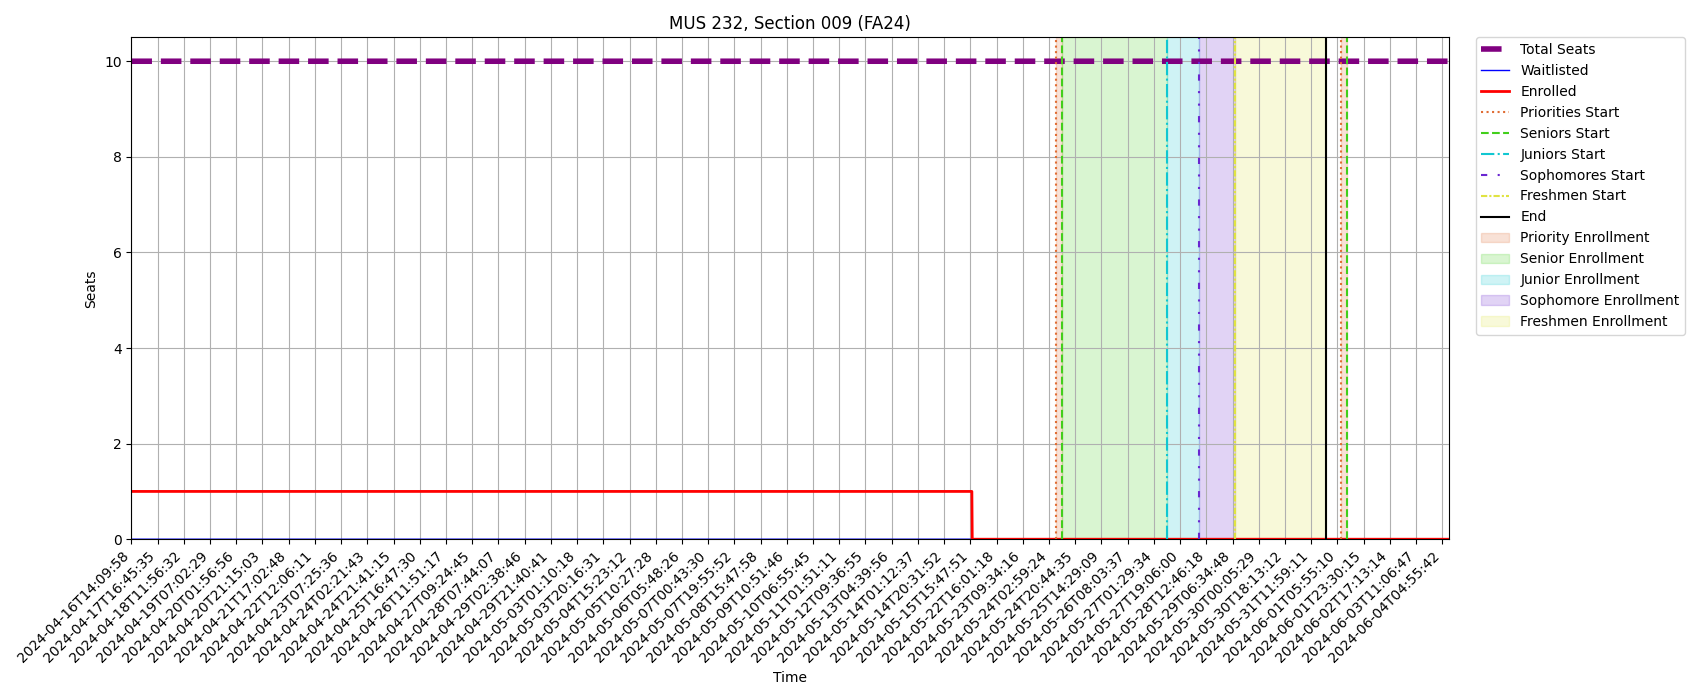 MUS 232, Section 009 (FA24)
Total Seats
Waitlisted
Enrolled
Priorities Start
Seniors Start
Juniors Start
Sophomores Start
Freshmen Start
End
Priority Enrollment
Senior Enrollment
Junior Enrollment
Sophomore Enrollment
Freshmen Enrollment
Seats
10
8
6
4
2
0
2024-04-16T14:09:58
2024-04-17T16:45:35
2024-04-18T11:56:32
2024-04-19T07:02:29
2024-04-20T01:56:56
2024-04-20T21:15:03
2024-04-21T17:02:48
2024-04-22T12:06:11
2024-04-23T07:25:36
2024-04-24T02:21:43
2024-04-24T21:41:15
2024-04-25T16:47:30
2024-04-26T11:51:17
2024-04-27T09:24:45
2024-04-28T07:44:07
2024-04-29T02:38:46
2024-04-29T21:40:41
2024-05-03T01:10:18
2024-05-03T20:16:31
2024-05-04T15:23:12
2024-05-05T10:27:28
2024-05-06T05:48:26
2024-05-07T00:43:30
2024-05-07T19:55:52
2024-05-08T15:47:58
2024-05-09T10:51:46
2024-05-10T06:55:45
2024-05-11T01:51:11
2024-05-12T09:36:55
2024-05-13T04:39:56
2024-05-14T01:12:37
2024-05-14T20:31:52
2024-05-15T15:47:51
2024-05-22T16:01:18
2024-05-23T09:34:16
2024-05-24T02:59:24
2024-05-24T20:44:35
2024-05-25T14:29:09
2024-05-26T08:03:37
2024-05-27T01:29:34
2024-05-27T19:06:00
2024-05-28T12:46:18
2024-05-29T06:34:48
2024-05-30T00:05:29
2024-05-30T18:13:12
2024-05-31T11:59:11
2024-06-01T05:55:10
2024-06-01T23:30:15
2024-06-02T17:13:14
2024-06-03T11:06:47
2024-06-04T04:55:42
Time